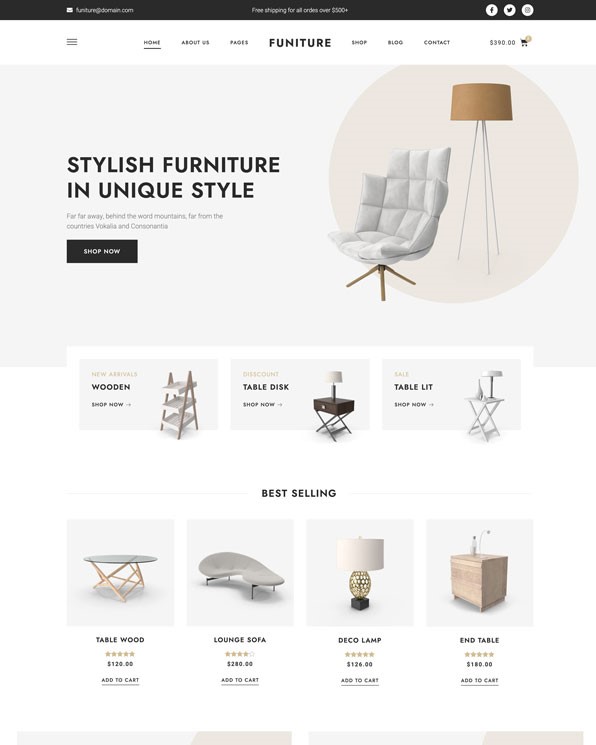 funiture@domain.com
Free shipping for all ordes over $500+
HOME
ABOUT US
PAGES
FUNITURE
SHOP
BLOG
CONTACT
$390.00
STYLISH FURNITURE
IN UNIQUE STYLE
Far far away, behind the word mountains, far from the
countries Vokalia and Consonantia
SHOP NOW
NEW ARRIVALS
WOODEN
SHOP NOW →
DISSCOUNT
TABLE DISK
SHOP NOW →
SALE
TABLE LIT
SHOP NOW →
BEST SELLING
TABLE WOOD
$120.00
ADD TO CART
LOUNGE SOFA
$280.00
ADD TO CART
DECO LAMP
$126.00
ADD TO CART
END TABLE
$180.00
ADD TO CART